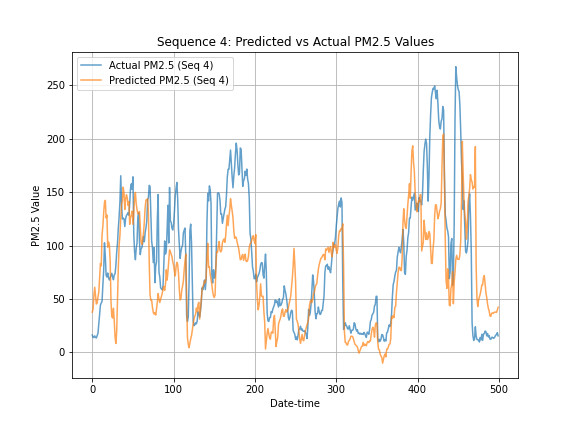 Sequence 4: Predicted vs Actual PM2.5 Values
Actual PM2.5 (Seq 4)
Predicted PM2.5 (Seq 4)
250
200
150
100
50
0
PM2.5 Value
0 100 200 300 400 500
Date-time